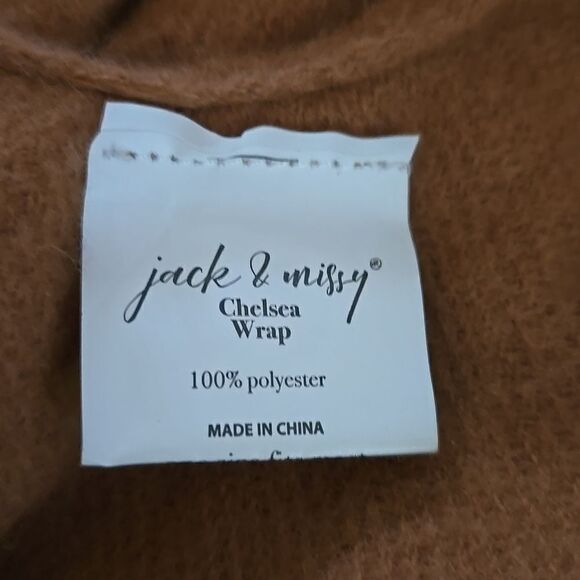 jack & missy®
Chelsea
Wrap
100% polyester
MADE IN CHINA